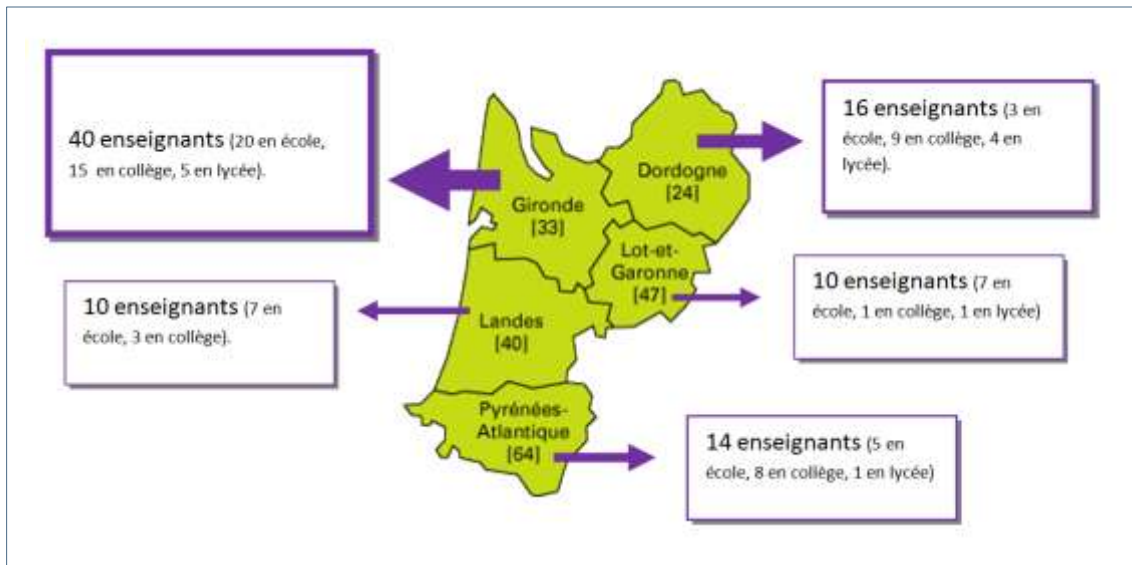 40 enseignants (20 en école,
15 en collège, 5 en lycée).
16 enseignants (3 en
école, 9 en collège, 4 en
lycée).
Dordogne
[24]
Gironde
[33]
Lot-et-
Garonne
[47]
10 enseignants (7 en
école, 1 en collège, 1 en lycée)
10 enseignants (7 en
école, 3 en collège).
Landes
[40]
Pyrénées-
Atlantique
[64]
14 enseignants (5 en
école, 8 en collège, 1 en lycée)